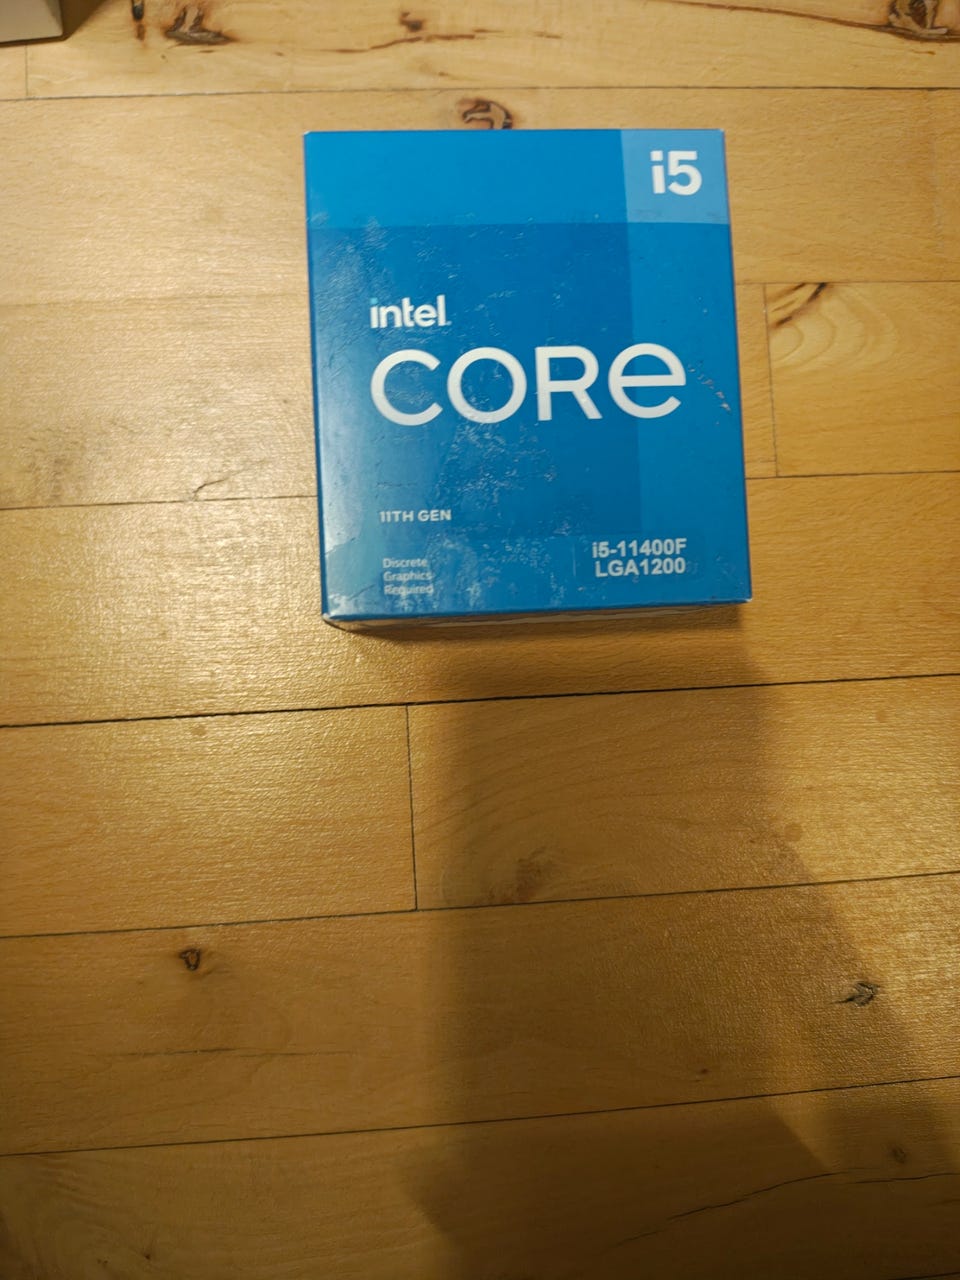 i5
intel
CORE
11TH GEN
Discrete
Graphics
Required
i5-11400F
LGA1200